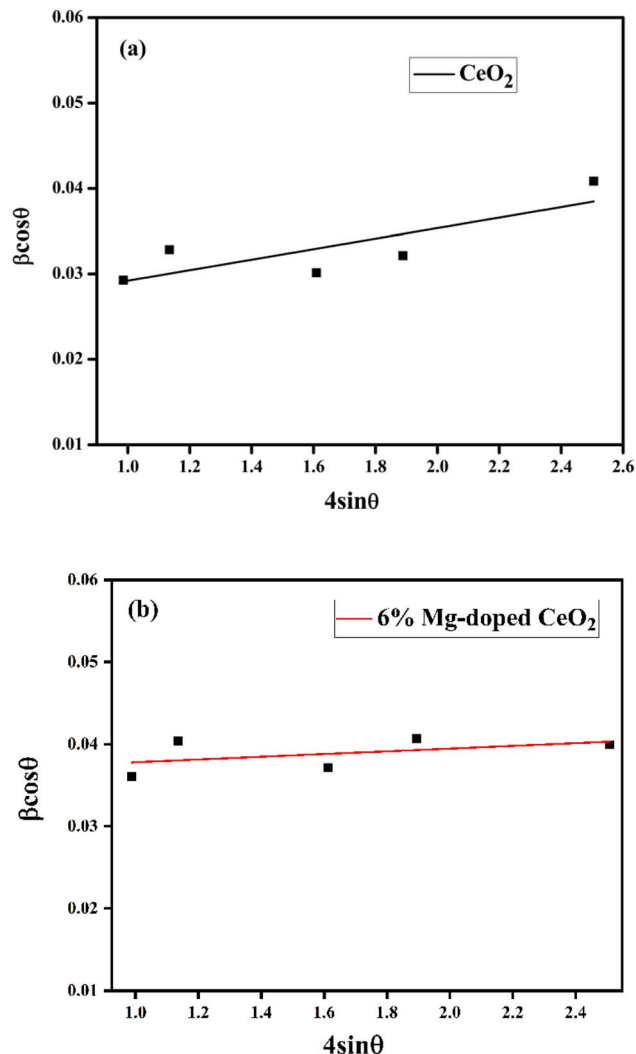 (a)
CeO₂
0.06
0.05
0.04
0.03
0.02
0.01
βcosθ
1.0 1.2 1.4 1.6 1.8 2.0 2.2 2.4 2.6
4sinθ
(b)
6% Mg-doped CeO₂
0.06
0.05
0.04
0.03
0.02
0.01
βcosθ
1.0 1.2 1.4 1.6 1.8 2.0 2.2 2.4
4sinθ